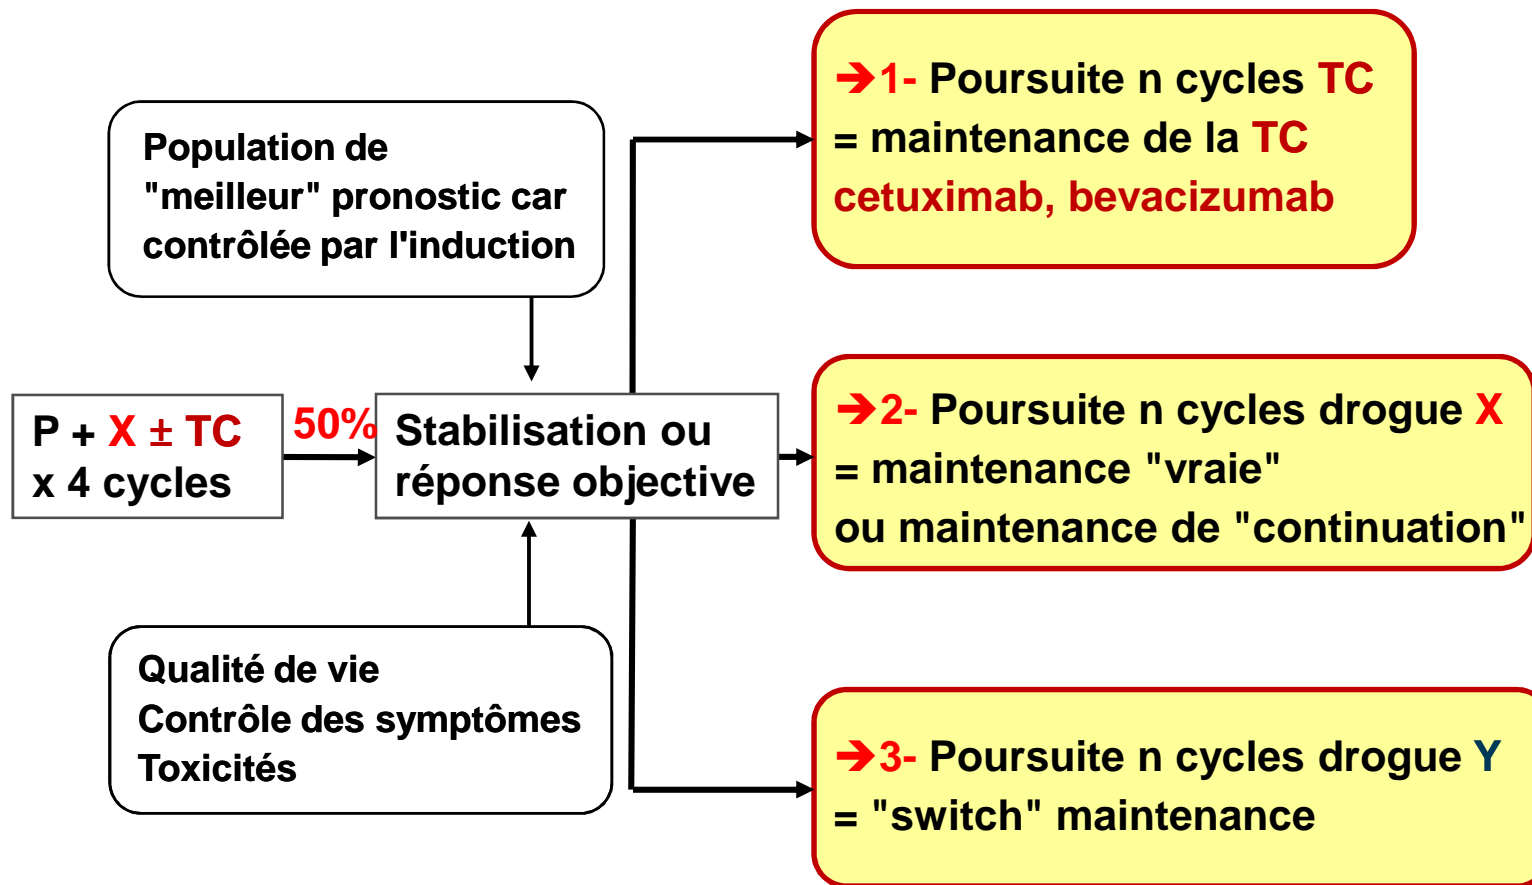 Population de
"meilleur" pronostic car
contrôlée par l'induction
P + X ± TC
x 4 cycles
50%
Stabilisation ou
réponse objective
Qualité de vie
Contrôle des symptômes
Toxicités
➔1- Poursuite n cycles TC
= maintenance de la TC
cetuximab, bevacizumab
➔2- Poursuite n cycles drogue X
= maintenance "vraie"
ou maintenance de "continuation"
➔3- Poursuite n cycles drogue Y
= "switch" maintenance